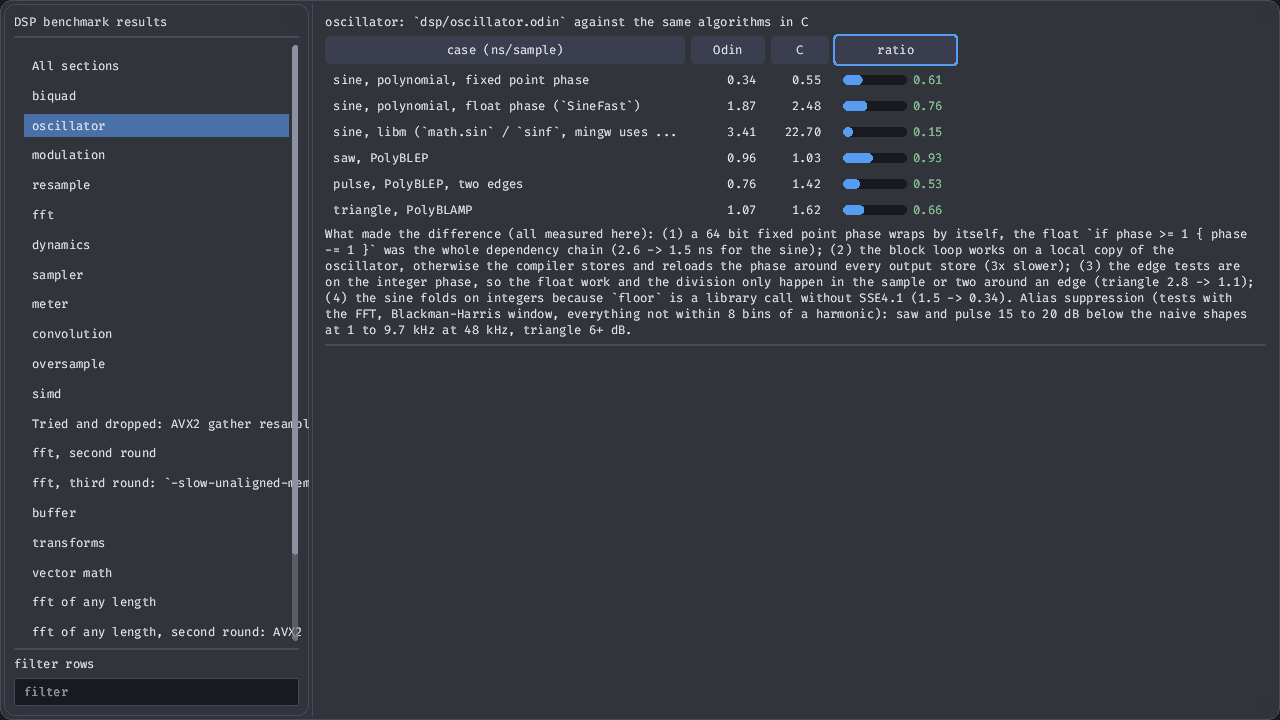 DSP benchmark results
All sections
biquad
oscillator
modulation
resample
fft
dynamics
sampler
meter
convolution
oversample
simd
Tried and dropped: AVX2 gather resampl
fft, second round
fft, third round: `-slow-unaligned-mem
buffer
transforms
vector math
fft of any length
fft of any length, second round: AVX2
filter rows
filter
oscillator: `dsp/oscillator.odin` against the same algorithms in C
case (ns/sample) Odin C ratio
sine, polynomial, fixed point phase 0.34 0.55 0.61
sine, polynomial, float phase (`SineFast`) 1.87 2.48 0.76
sine, libm (`math.sin` / `sinf`, mingw uses ... 3.41 22.70 0.15
saw, PolyBLEP 0.96 1.03 0.93
pulse, PolyBLEP, two edges 0.76 1.42 0.53
triangle, PolyBLAMP 1.07 1.62 0.66
What made the difference (all measured here): (1) a 64 bit fixed point phase wraps by itself, the float `if phase >= 1 { phase
-= 1 }` was the whole dependency chain (2.6 -> 1.5 ns for the sine); (2) the block loop works on a local copy of the
oscillator, otherwise the compiler stores and reloads the phase around every output store (3x slower); (3) the edge tests are
on the integer phase, so the float work and the division only happen in the sample or two around an edge (triangle 2.8 -> 1.1);
(4) the sine folds on integers because `floor` is a library call without SSE4.1 (1.5 -> 0.34). Alias suppression (tests with
the FFT, Blackman-Harris window, everything not within 8 bins of a harmonic): saw and pulse 15 to 20 dB below the naive shapes
at 1 to 9.7 kHz at 48 kHz, triangle 6+ dB.